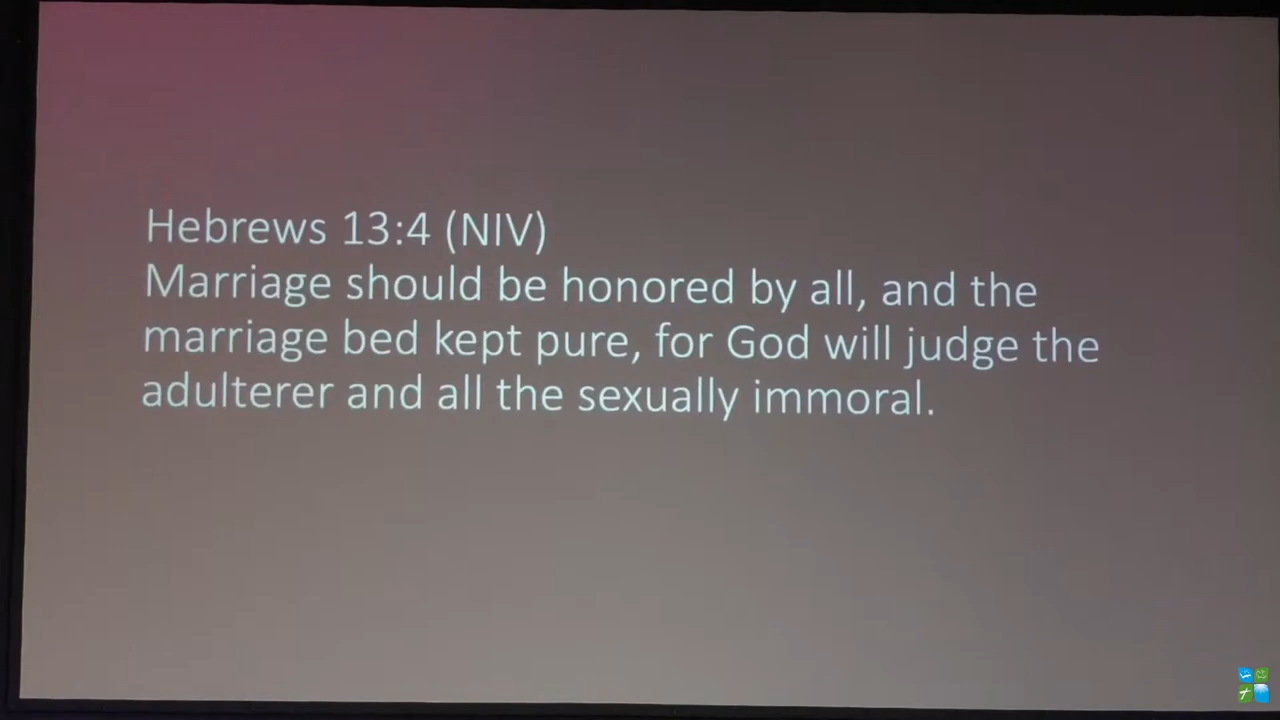 Hebrews 13:4 (NIV)
Marriage should be honored by all, and the
marriage bed kept pure, for God will judge the
adulterer and all the sexually immoral.